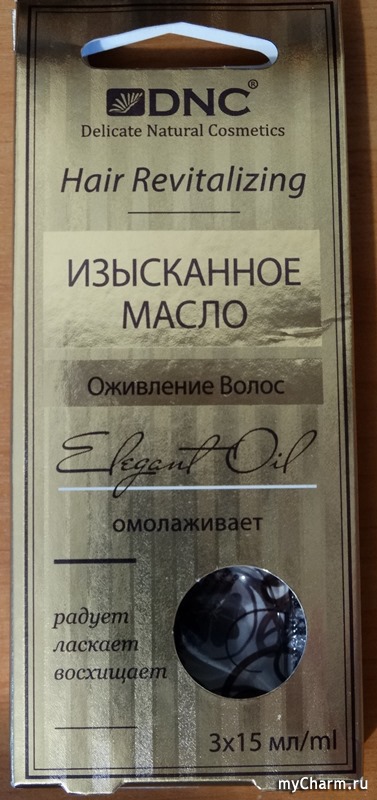 DNC®
Delicate Natural Cosmetics
Hair Revitalizing
ИЗЫСКАННОЕ
МАСЛО
Оживление Волос
Elegant Oil
омолаживает
радует
ласкает
восхищает
3х15 мл/ml
myCharm.ru